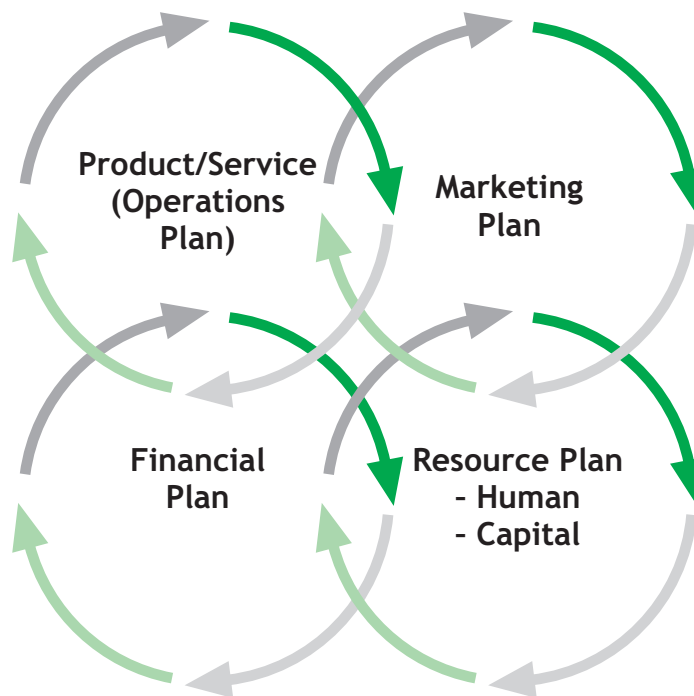 Product/Service
(Operations
Plan)
Marketing
Plan
Financial
Plan
Resource Plan
- Human
- Capital